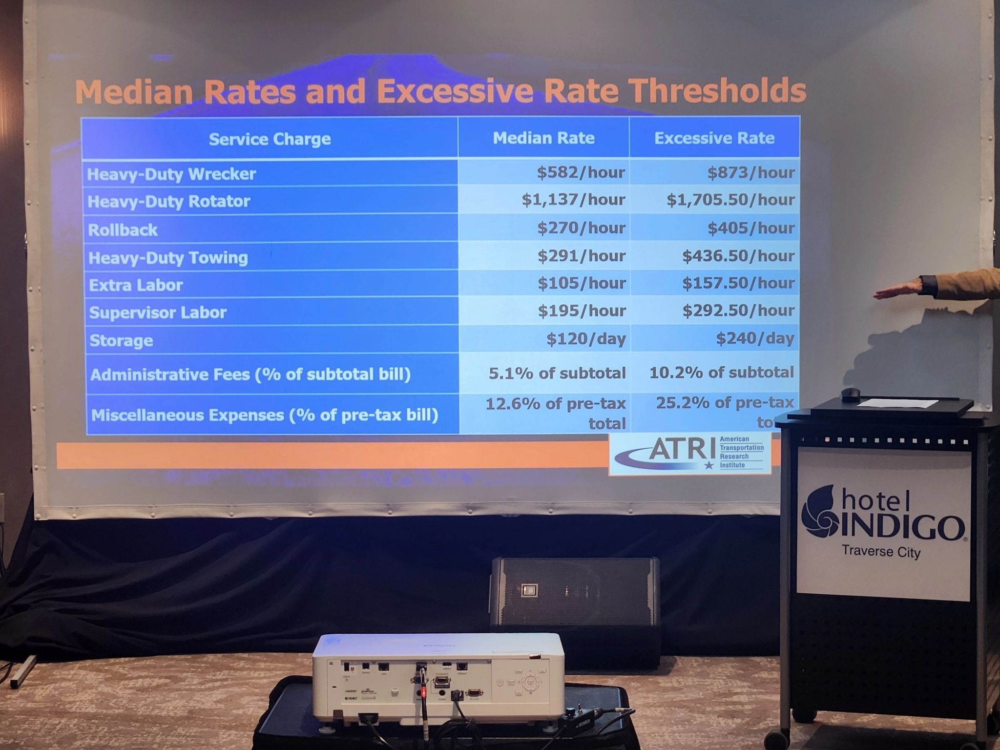 Median Rates and Excessive Rate Thresholds
Service Charge Median Rate Excessive Rate
Heavy-Duty Wrecker $582/hour $873/hour
Heavy-Duty Rotator $1,137/hour $1,705.50/hour
Rollback $270/hour $405/hour
Heavy-Duty Towing $291/hour $436.50/hour
Extra Labor $105/hour $157.50/hour
Supervisor Labor $195/hour $292.50/hour
Storage $120/day $240/day
Administrative Fees (% of subtotal bill) 5.1% of subtotal 10.2% of subtotal
Miscellaneous Expenses (% of pre-tax bill) 12.6% of pre-tax total 25.2% of pre-tax
ATRI
American
Transportation
Research
Institute
hotel
INDIGO
Traverse City